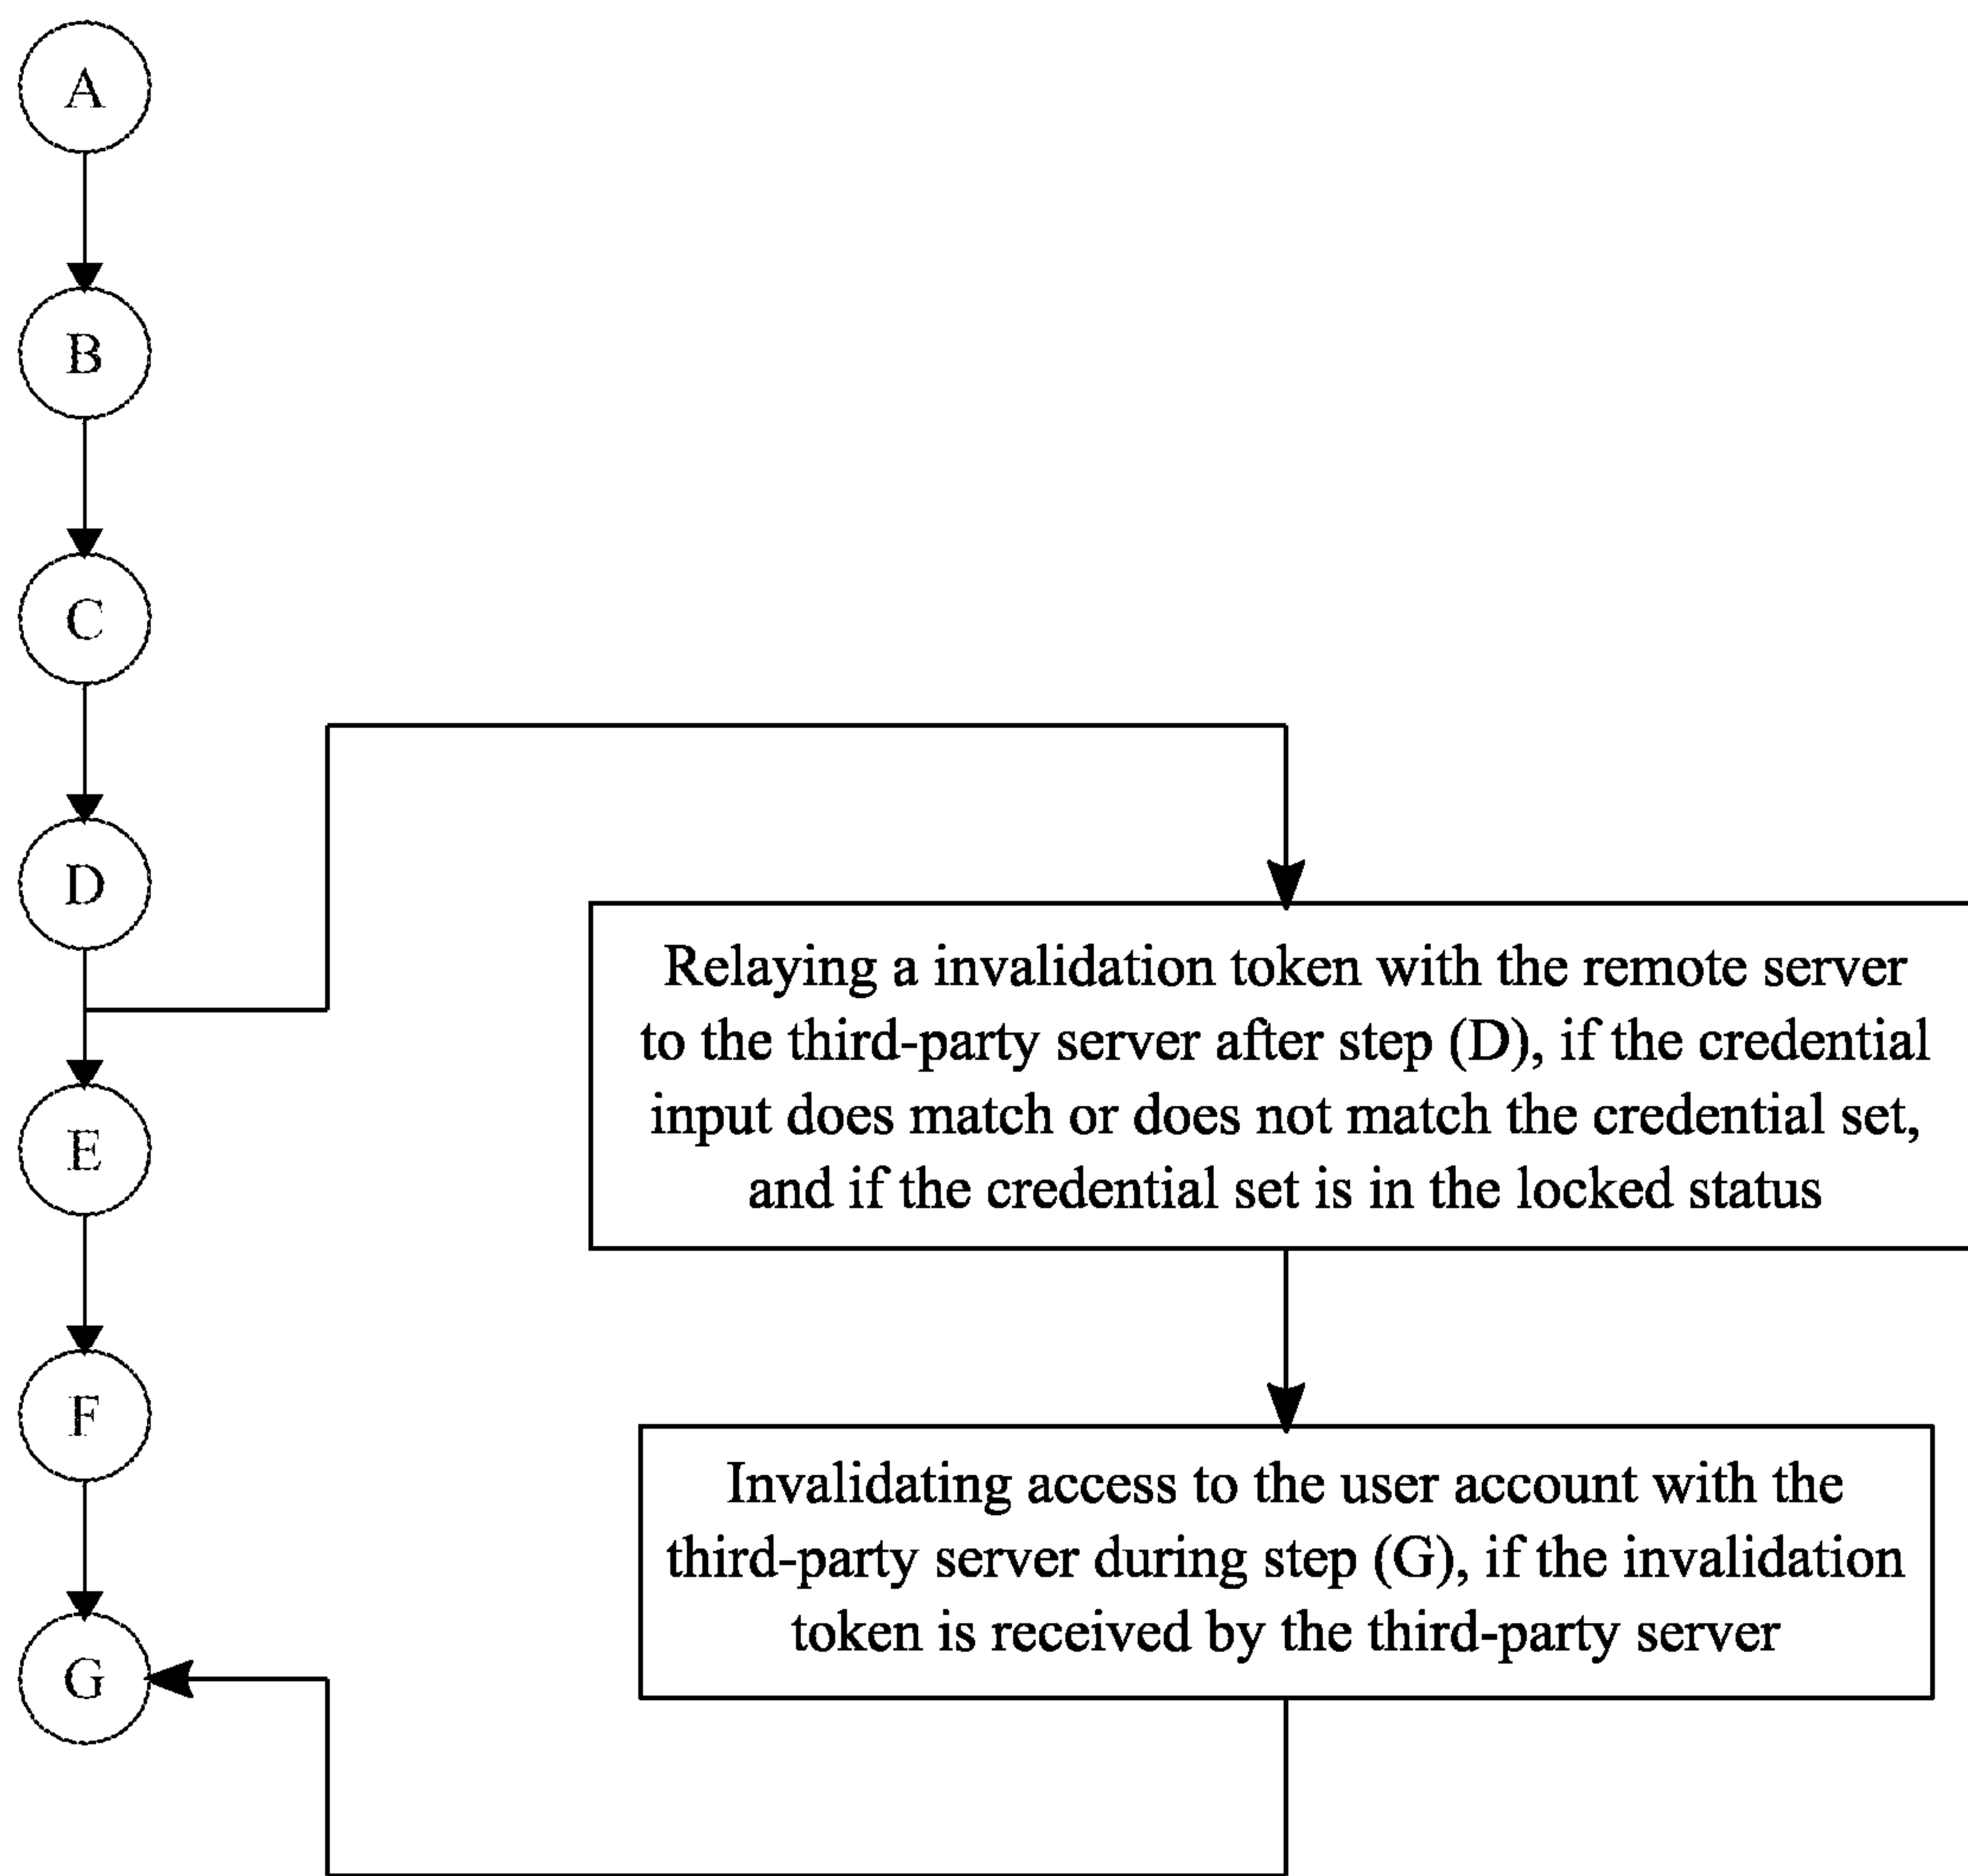 A
B
C
D
Relaying a invalidation token with the remote server
to the third-party server after step (D), if the credential
input does match or does not match the credential set,
and if the credential set is in the locked status
E
F
Invalidating access to the user account with the
third-party server during step (G), if the invalidation
token is received by the third-party server
G